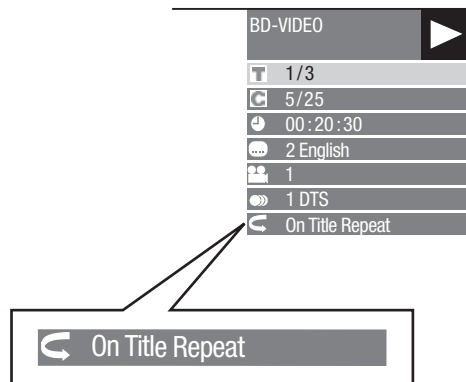 BD-VIDEO
T 1/3
C 5/25
00:20:30
2 English
1
1 DTS
On Title Repeat
On Title Repeat